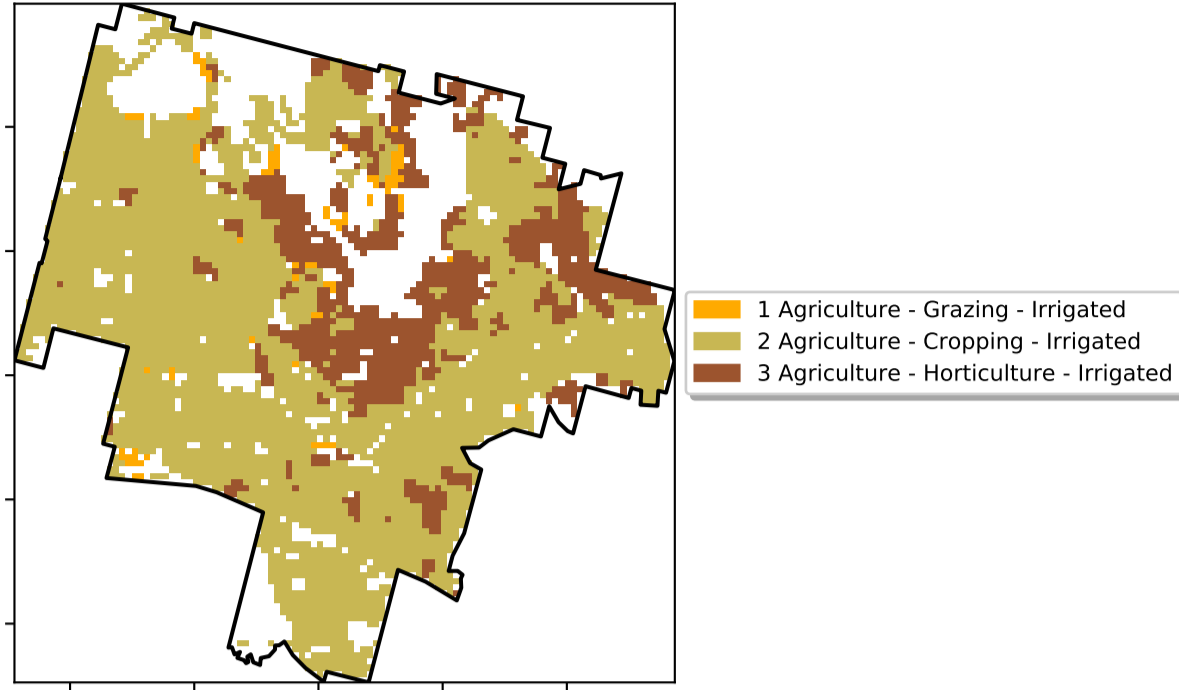 1 Agriculture - Grazing - Irrigated
2 Agriculture - Cropping - Irrigated
3 Agriculture - Horticulture - Irrigated